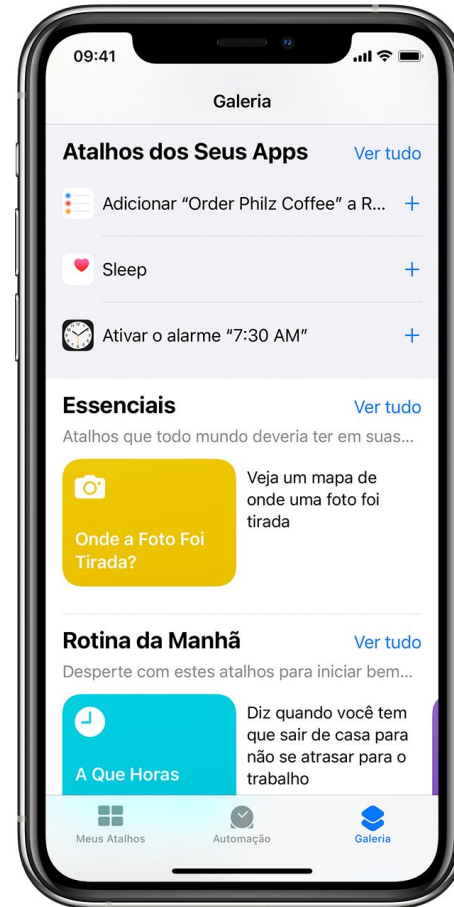 09:41
Galeria
Atalhos dos Seus Apps Ver tudo
Adicionar “Order Philz Coffee” a R...
Sleep
Ativar o alarme “7:30 AM”
Essenciais Ver tudo
Atalhos que todo mundo deveria ter em suas...
Onde a Foto Foi
Tirada?
Veja um mapa de
onde uma foto foi
tirada
Rotina da Manhã Ver tudo
Desperte com estes atalhos para iniciar bem...
A Que Horas
Diz quando você tem
que sair de casa para
não se atrasar para o
trabalho
Meus Atalhos Automação Galeria